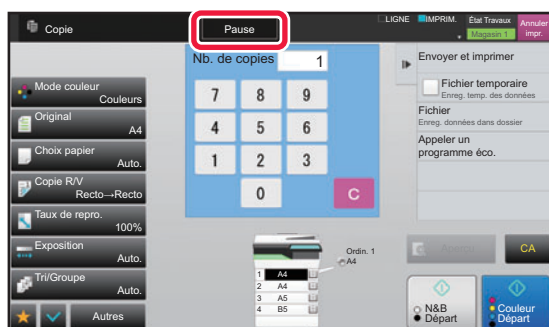 Copie
Pause
LIGNE
IMPRIM.
État Travaux
Magasin 1
Annuler
impr.
Nb. de copies 1
7 8 9
4 5 6
1 2 3
0 C
Mode couleur
Couleurs
Original
A4
Choix papier
Auto.
Copie R/V
Recto→Recto
Taux de repro.
100%
Exposition
Auto.
Tri/Groupe
Auto.
Autres
Ordin. 1
A4
1 A4
2 A4
3 A5
4 B5
Envoyer et imprimer
Fichier temporaire
Enreg. temp. des données
Fichier
Enreg. données dans dossier
Appeler un
programme éco.
CA
N&B
Départ
Couleur
Départ